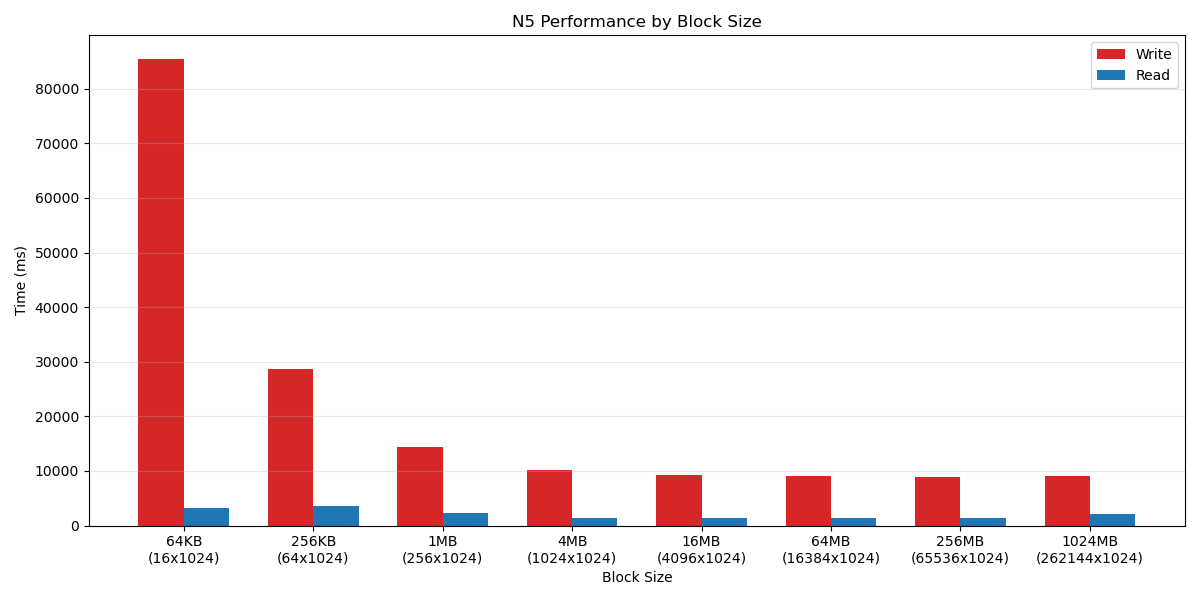 N5 Performance by Block Size
Write
Read
Time (ms)
80000
70000
60000
50000
40000
30000
20000
10000
0
64KB
(16x1024)
256KB
(64x1024)
1MB
(256x1024)
4MB
(1024x1024)
16MB
(4096x1024)
64MB
(16384x1024)
256MB
(65536x1024)
1024MB
(262144x1024)
Block Size